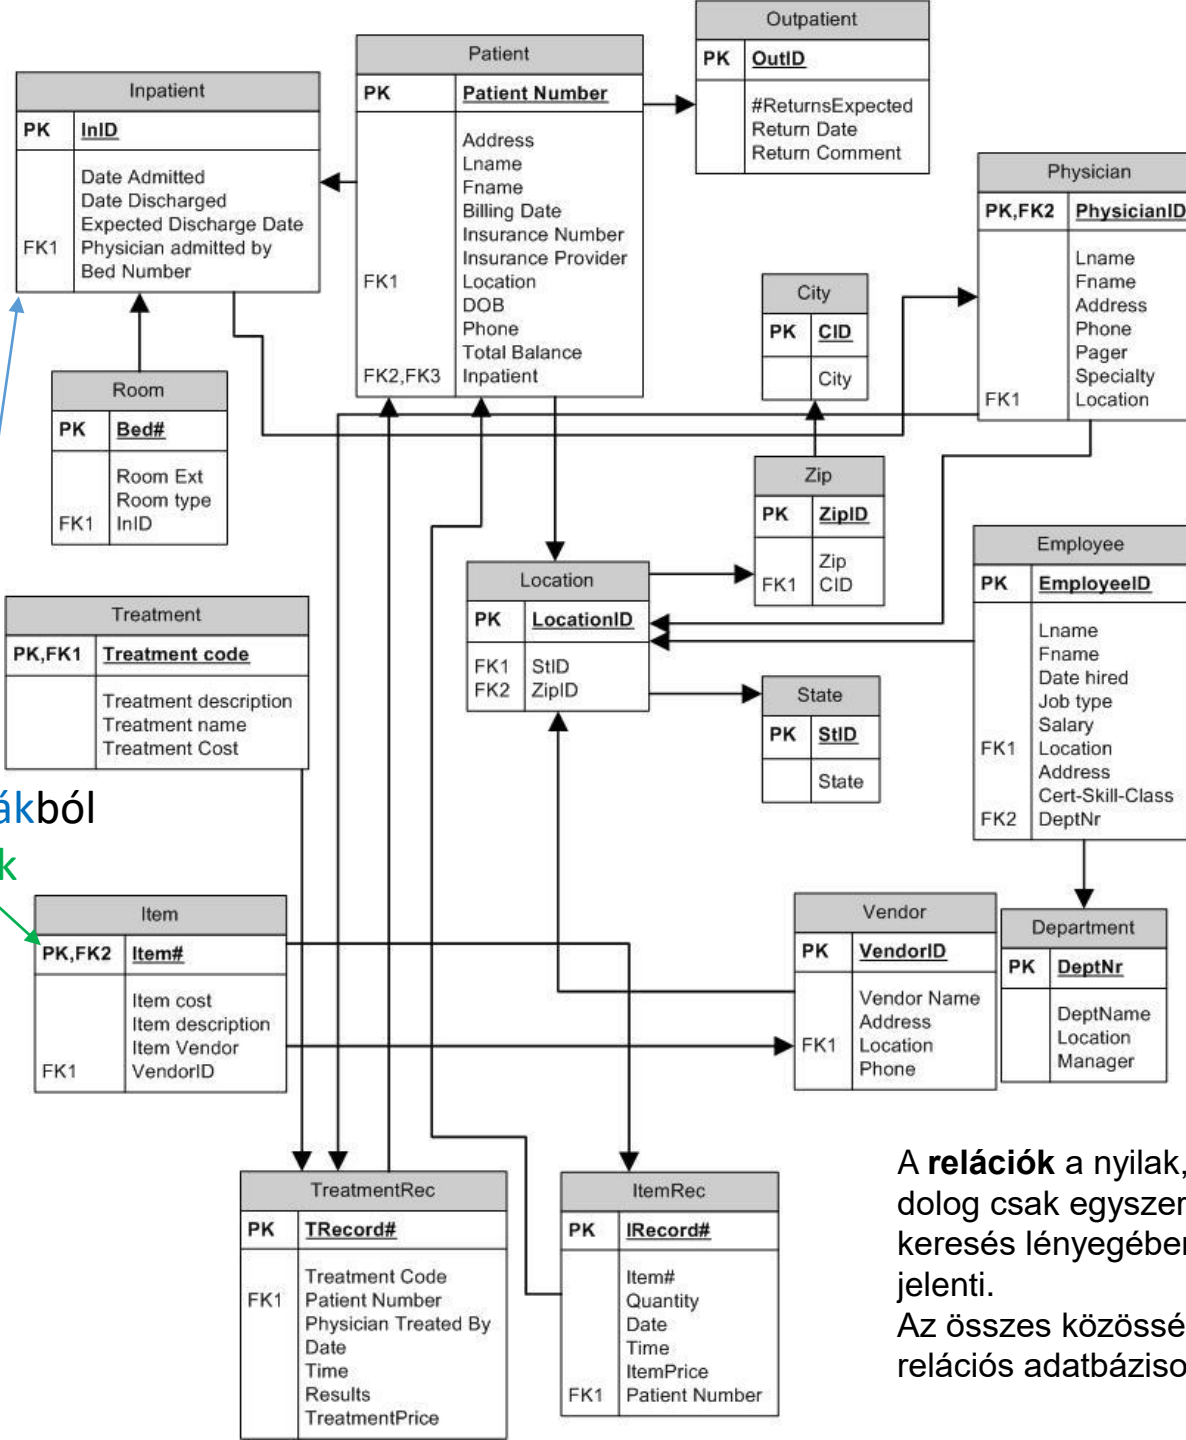 Outpatient
PK OutID
#ReturnsExpected
Return Date
Return Comment
Patient
PK Patient Number
Address
Lname
Fname
Billing Date
Insurance Number
Insurance Provider
FK1 Location
DOB
Phone
Total Balance
FK2,FK3 Inpatient
Inpatient
PK InID
Date Admitted
Date Discharged
Expected Discharge Date
FK1 Physician admitted by
Bed Number
Physician
PK,FK2 PhysicianID
Lname
Fname
Address
Phone
Pager
Specialty
FK1 Location
City
PK CID
City
Room
PK Bed#
Room Ext
Room type
FK1 InID
Zip
PK ZipID
Zip
FK1 CID
Employee
PK EmployeeID
Lname
Fname
Date hired
Job type
Salary
FK1 Location
Address
Cert-Skill-Class
FK2 DeptNr
Location
PK LocationID
FK1 StID
FK2 ZipID
Treatment
PK,FK1 Treatment code
Treatment description
Treatment name
Treatment Cost
State
PK StID
State
ákból
k
Item
PK,FK2 Item#
Item cost
Item description
Item Vendor
FK1 VendorID
Vendor
PK VendorID
Vendor Name
Address
FK1 Location
Phone
Department
PK DeptNr
DeptName
Location
Manager
TreatmentRec
PK TRecord#
Treatment Code
FK1 Patient Number
Physician Treated By
Date
Time
Results
TreatmentPrice
ItemRec
PK IRecord#
Item#
Quantity
Date
Time
ItemPrice
FK1 Patient Number
A relációk a nyilak,
dolog csak egyszer
keresés lényegében
jelenti.
Az összes közössé
relációs adatbáziso